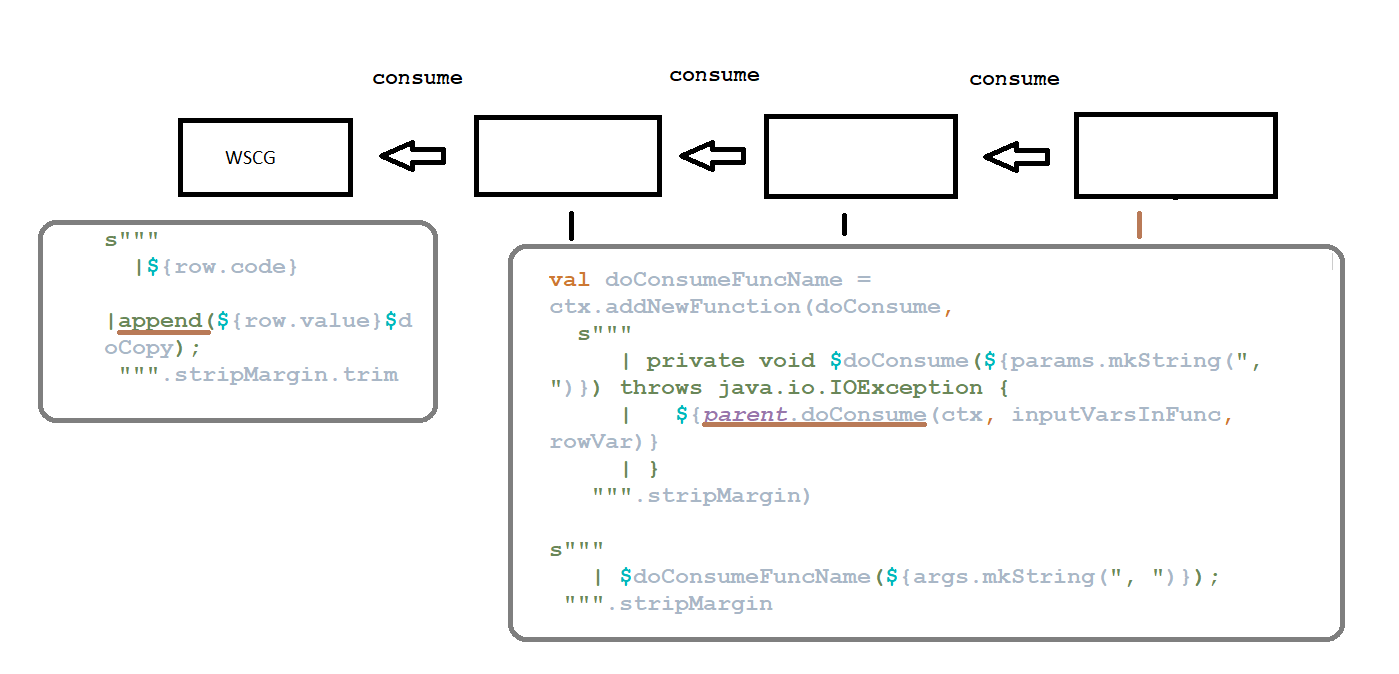 consume
consume
consume
WSCG
s"""
|${row.code}
|append(${row.value}$d
oCopy);
""".stripMargin.trim
val doConsumeFuncName =
ctx.addNewFunction(doConsume,
s"""
| private void $doConsume(${params.mkString(",
")}) throws java.io.IOException {
| ${parent.doConsume(ctx, inputVarsInFunc,
rowVar)}
| }
""".stripMargin)
s"""
| $doConsumeFuncName(${args.mkString(", ")});
""".stripMargin